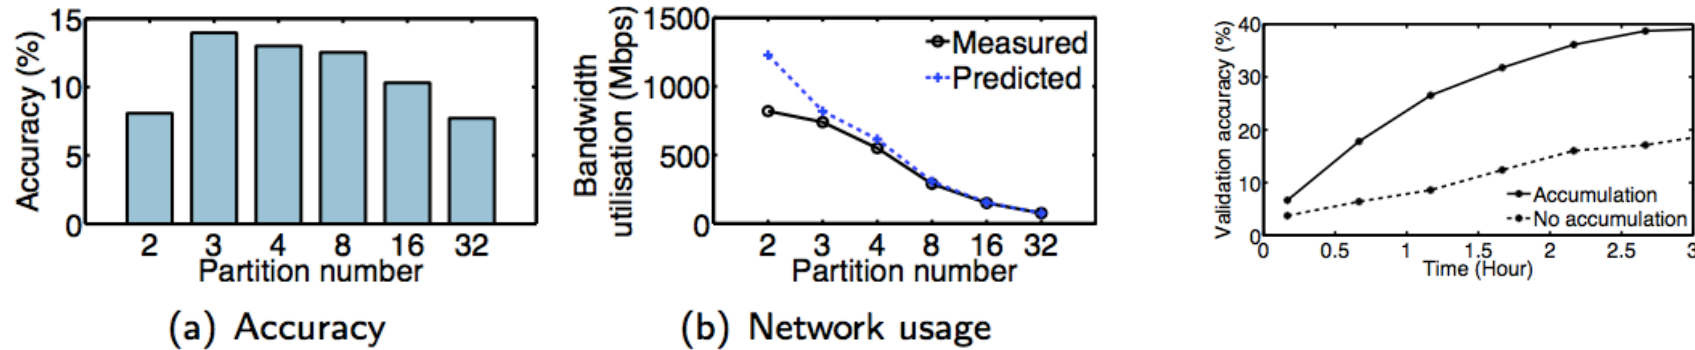 Accuracy (%)
15
10
5
0
2 3 4 8 16 32
Partition number
(a) Accuracy
Bandwidth
utilisation (Mbps)
1500
1000
500
0
Measured
Predicted
2 3 4 8 16 32
Partition number
(b) Network usage
Validation accuracy (%)
40
30
20
10
0
Accumulation
No accumulation
0 0.5 1 1.5 2 2.5 3
Time (Hour)